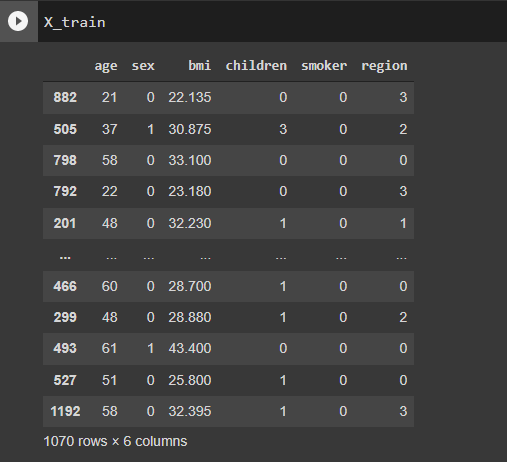 X_train
age sex bmi children smoker region
882 21 0 22.135 0 0 3
505 37 1 30.875 3 0 2
798 58 0 33.100 0 0 0
792 22 0 23.180 0 0 3
201 48 0 32.230 1 0 1
... ... ... ... ... ... ...
466 60 0 28.700 1 0 0
299 48 0 28.880 1 0 2
493 61 1 43.400 0 0 0
527 51 0 25.800 1 0 0
1192 58 0 32.395 1 0 3
1070 rows × 6 columns